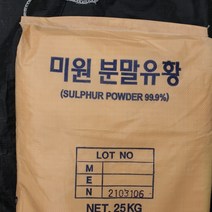 미원 분말유황
(SULPHUR POWDER 99.9%)
LOT NO
M
E
N 2103106
NET. 25KG